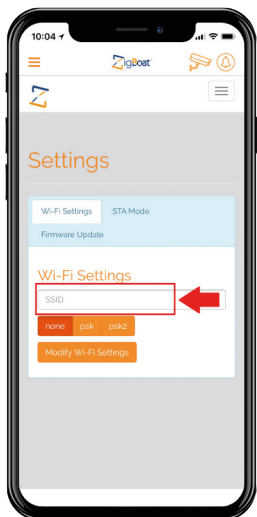 10:04
ZigBoat
Settings
Wi-Fi Settings STA Mode
Firmware Update
Wi-Fi Settings
SSID
none psk psk2
Modify Wi-Fi Settings